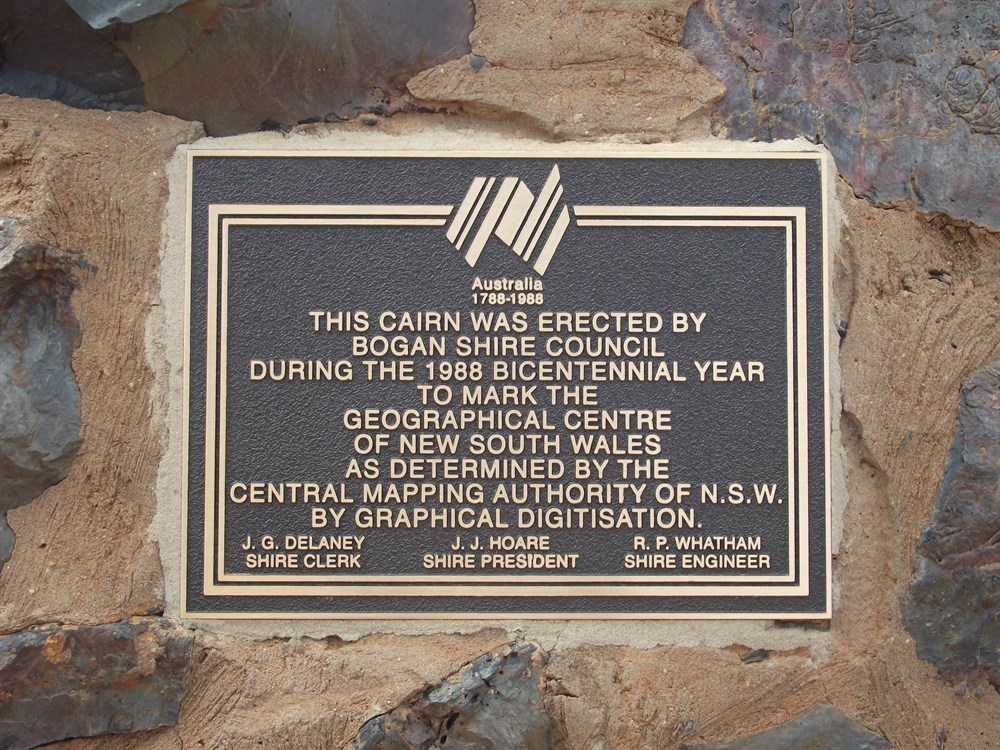 Australia
1788-1988
THIS CAIRN WAS ERECTED BY
BOGAN SHIRE COUNCIL
DURING THE 1988 BICENTENNIAL YEAR
TO MARK THE
GEOGRAPHICAL CENTRE
OF NEW SOUTH WALES
AS DETERMINED BY THE
CENTRAL MAPPING AUTHORITY OF N.S.W.
BY GRAPHICAL DIGITISATION.
J. G. DELANEY J. J. HOARE R. P. WHATHAM
SHIRE CLERK SHIRE PRESIDENT SHIRE ENGINEER